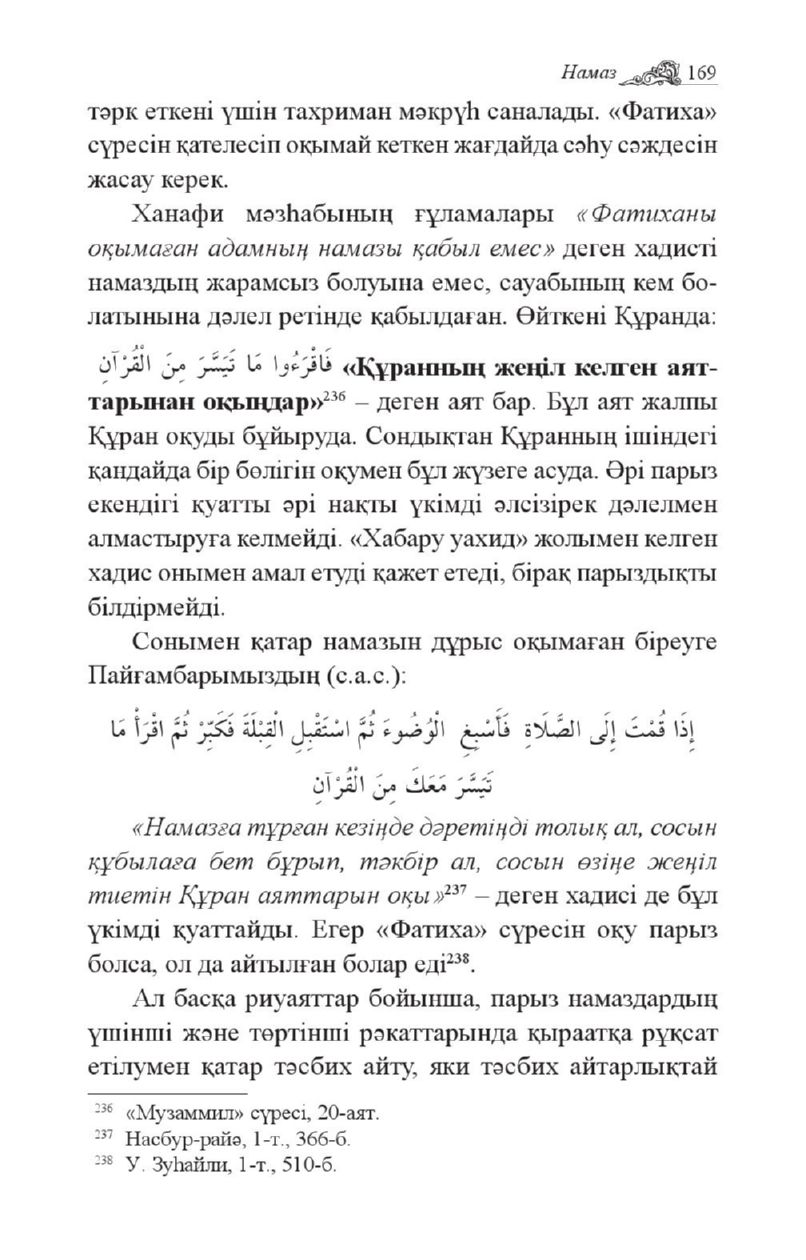 Намаз 169
тәрк еткені үшін тахриман мәкрүһ саналады. «Фатиха»
сүресін қателесіп оқымай кеткен жағдайда сәһу сәждесін
жасау керек.
Ханафи мәзһабының ғұламалары «Фатиханы
оқымаған адамның намазы қабыл емес» деген хадисті
намаздың жарамсыз болуына емес, сауабының кем бо-
латынына дәлел ретінде қабылдаған. Өйткені Құранда:
فَاقْرَءُوا مَا تَيَسَّرَ مِنَ الْقُرْآنِ «Құранның жеңіл келген аят-
тарынан оқыңдар»²³⁶ – деген аят бар. Бұл аят жалпы
Құран оқуды бұйыруда. Сондықтан Құранның ішіндегі
қандайда бір бөлігін оқумен бұл жүзеге асуда. Әрі парыз
екендігі қуатты әрі нақты үкімді әлсізірек дәлелмен
алмастыруға келмейді. «Хабару уахид» жолымен келген
хадис онымен амал етуді қажет етеді, бірақ парыздықты
білдірмейді.
Сонымен қатар намазын дұрыс оқымаған біреуге
Пайғамбарымыздың (с.а.с.):
إِذَا قُمْتَ إِلَى الصَّلَاةِ فَأَسْبِغِ الْوُضُوءَ ثُمَّ اسْتَقْبِلِ الْقِبْلَةَ فَكَبِّرْ ثُمَّ اقْرَأْ مَا
تَيَسَّرَ مَعَكَ مِنَ الْقُرْآنِ
«Намазға тұрған кезіңде дәретіңді толық ал, сосын
құбылаға бет бұрып, тәкбір ал, сосын өзіңе жеңіл
тиетін Құран аяттарын оқы»²³⁷ – деген хадисі де бұл
үкімді қуаттайды. Егер «Фатиха» сүресін оқу парыз
болса, ол да айтылған болар еді²³⁸.
Ал басқа риуаяттар бойынша, парыз намаздардың
үшінші және төртінші рәкаттарында қыраатқа рұқсат
етілумен қатар тәсбих айту, яки тәсбих айтарлықтай
²³⁶ «Музаммил» сүресі, 20-аят.
²³⁷ Насбур-райә, 1-т., 366-б.
²³⁸ У. Зуһайли, 1-т., 510-б.